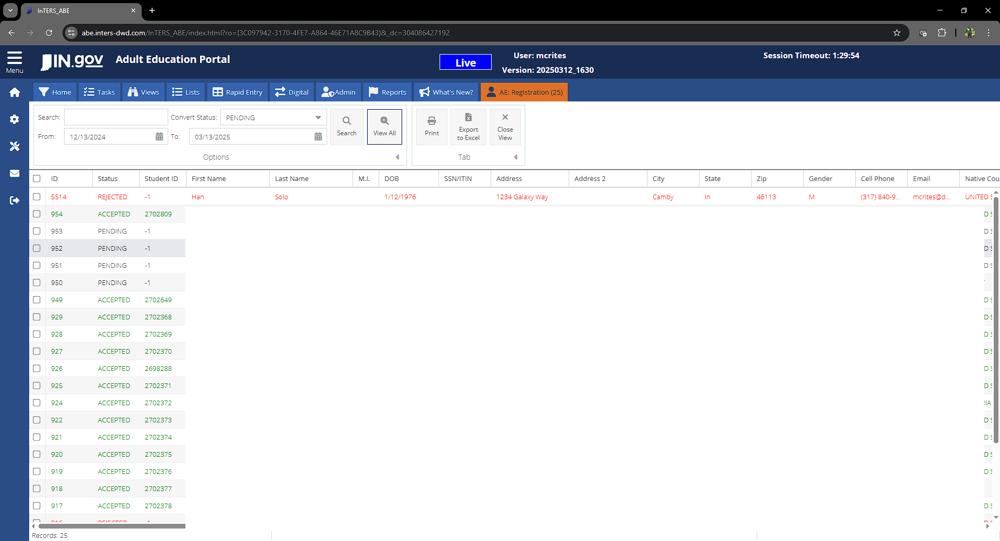 InTERS_ABE
abe.inters-dwd.com/InTERS_ABE/index.html?ro={3C097942-3170-4FE7-A864-46E71A8C9B43}&_dc=304086427192
Menu
IN.gov
Adult Education Portal
Live
User: mcrites
Version: 20250312_1630
Session Timeout: 1:29:54
Home Tasks Views Lists Rapid Entry Digital Admin Reports What's New? AE: Registration (25)
Search: Convert Status: PENDING
From: 12/13/2024 To: 03/13/2025
Search View All
Options
Print Export to Excel Close View
Tab
ID Status Student ID First Name Last Name M.I. DOB SSN/ITIN Address Address 2 City State Zip Gender Cell Phone Email Native Cou
5514 REJECTED -1 Han Solo 1/12/1976 1234 Galaxy Way Camby In 46113 M (317) 840-9... mcrites@d... UNITED S
954 ACCEPTED 2702809 D S
953 PENDING -1 D S
952 PENDING -1 D S
951 PENDING -1 D S
950 PENDING -1
949 ACCEPTED 2702649 D S
929 ACCEPTED 2702368 D S
928 ACCEPTED 2702369 D S
927 ACCEPTED 2702370 D S
926 ACCEPTED 2698288 D S
925 ACCEPTED 2702371 D S
924 ACCEPTED 2702372 RIA
922 ACCEPTED 2702373 D S
921 ACCEPTED 2702374 D S
920 ACCEPTED 2702375 D S
919 ACCEPTED 2702376 D S
918 ACCEPTED 2702377
917 ACCEPTED 2702378 D S
916 REJECTED -1 D S
Records: 25